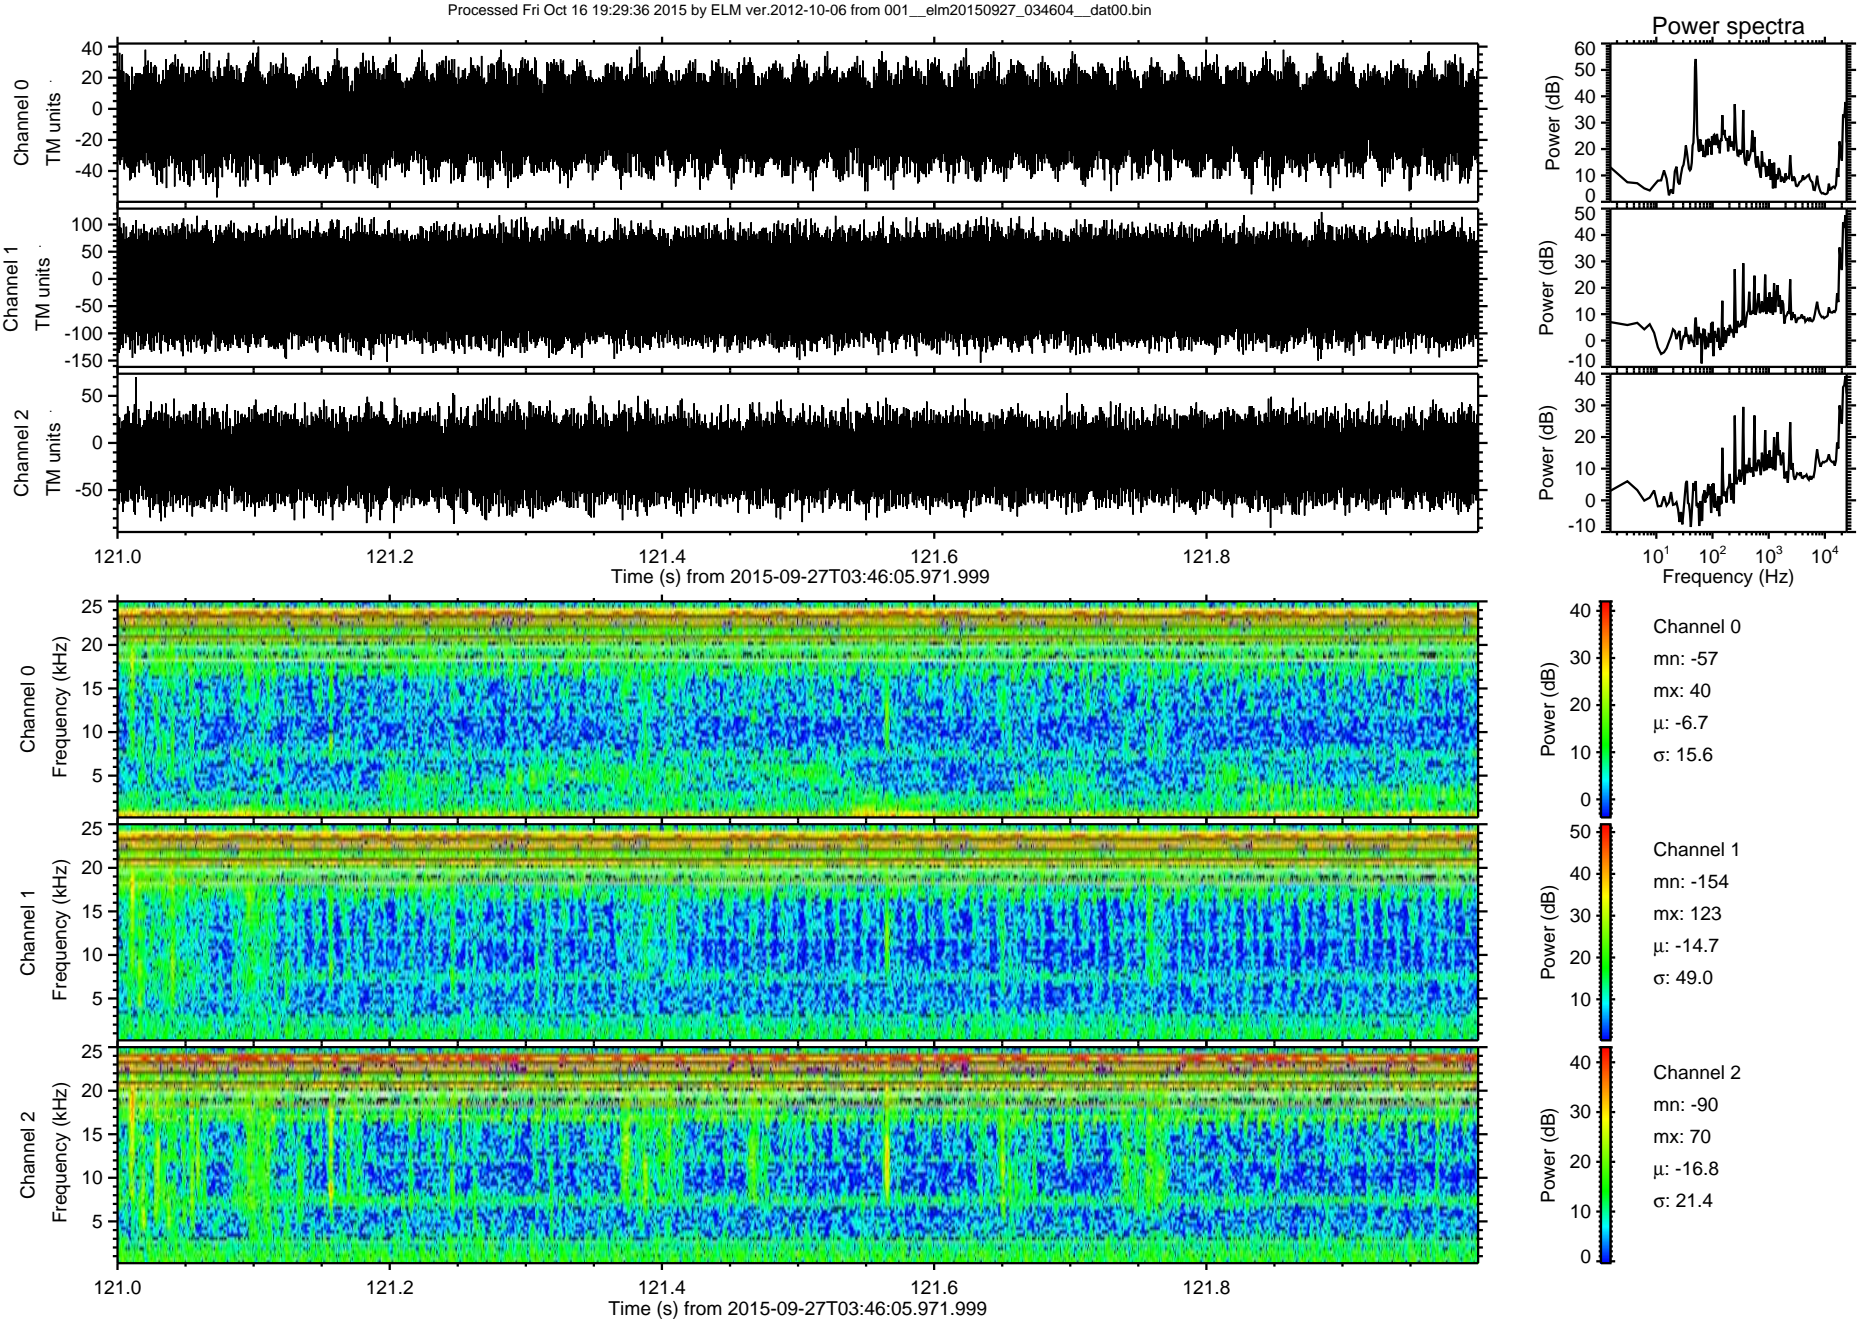 Processed Fri Oct 16 19:29:36 2015 by ELM ver.2012-10-06 from 001__elm20150927_034604__dat00.bin
Power spectra
Channel 0
TM units
40
20
0
-20
-40
Power (dB)
60
50
40
30
20
10
0
Channel 1
TM units
100
50
0
-50
-100
-150
Power (dB)
50
40
30
20
10
0
-10
Channel 2
TM units
50
0
-50
Power (dB)
40
30
20
10
0
-10
121.0 121.2 121.4 121.6 121.8
Time (s) from 2015-09-27T03:46:05.971.999
10¹ 10² 10³ 10⁴
Frequency (Hz)
Channel 0
Frequency (kHz)
25
20
15
10
5
Power (dB)
40
30
20
10
0
Channel 0
mn: -57
mx: 40
μ: -6.7
σ: 15.6
Channel 1
Frequency (kHz)
25
20
15
10
5
Power (dB)
50
40
30
20
10
Channel 1
mn: -154
mx: 123
μ: -14.7
σ: 49.0
Channel 2
Frequency (kHz)
25
20
15
10
5
Power (dB)
40
30
20
10
0
Channel 2
mn: -90
mx: 70
μ: -16.8
σ: 21.4
121.0 121.2 121.4 121.6 121.8
Time (s) from 2015-09-27T03:46:05.971.999